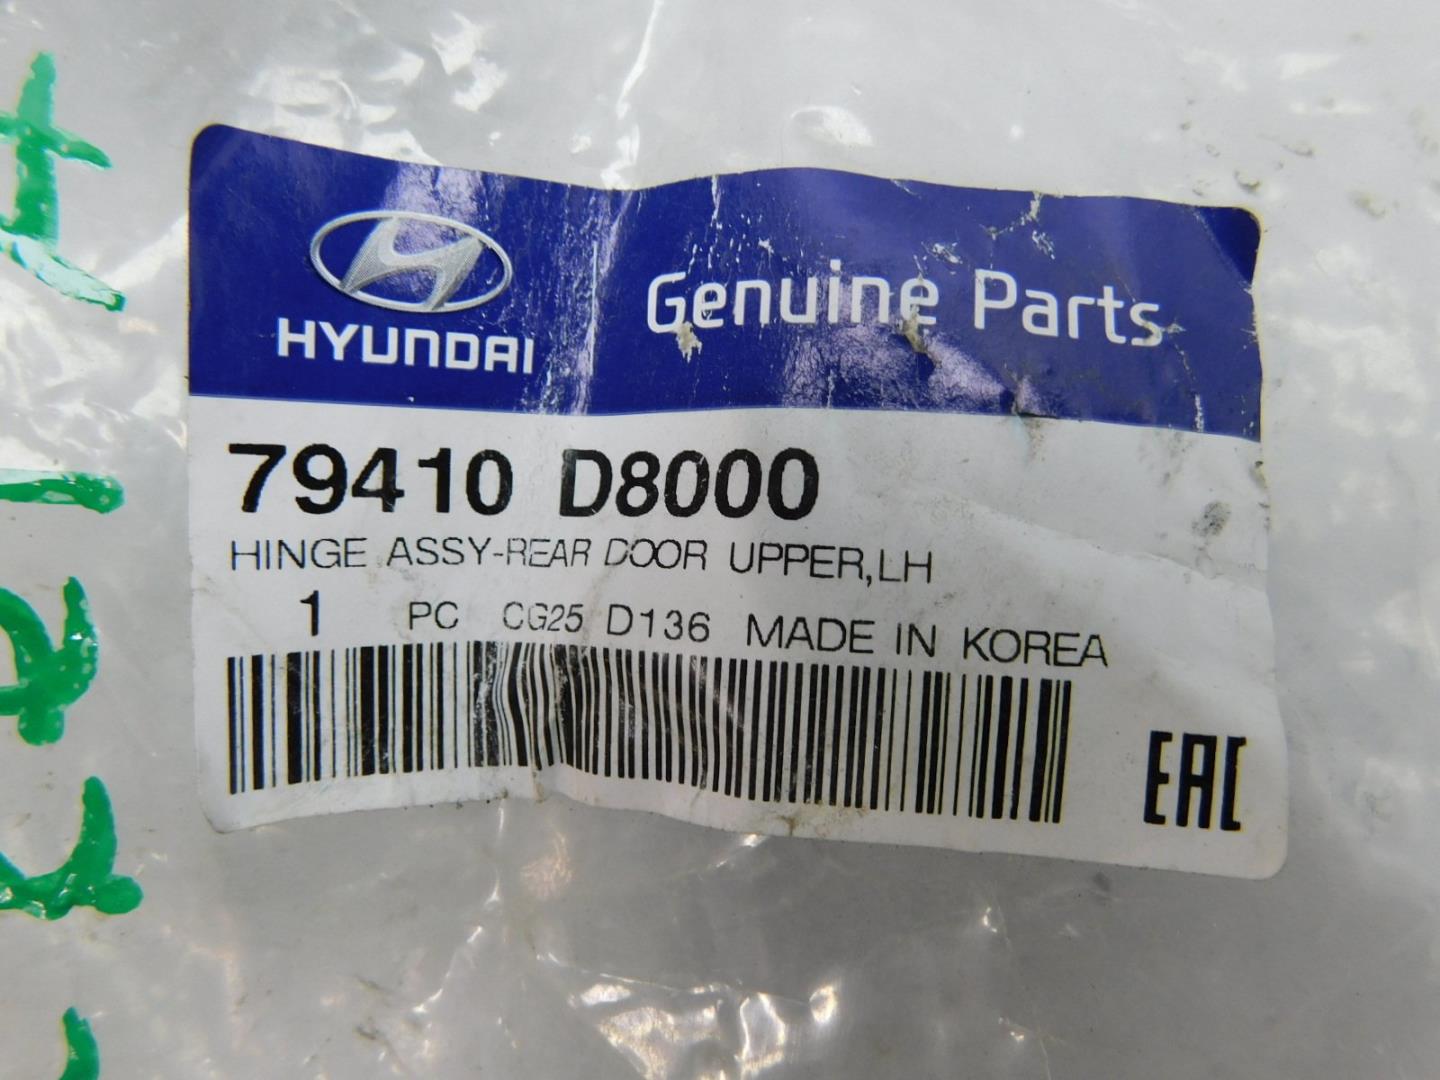 HYUNDAI
Genuine Parts
79410 D8000
HINGE ASSY-REAR DOOR UPPER,LH
1 PC CG25 D136 MADE IN KOREA
EAC